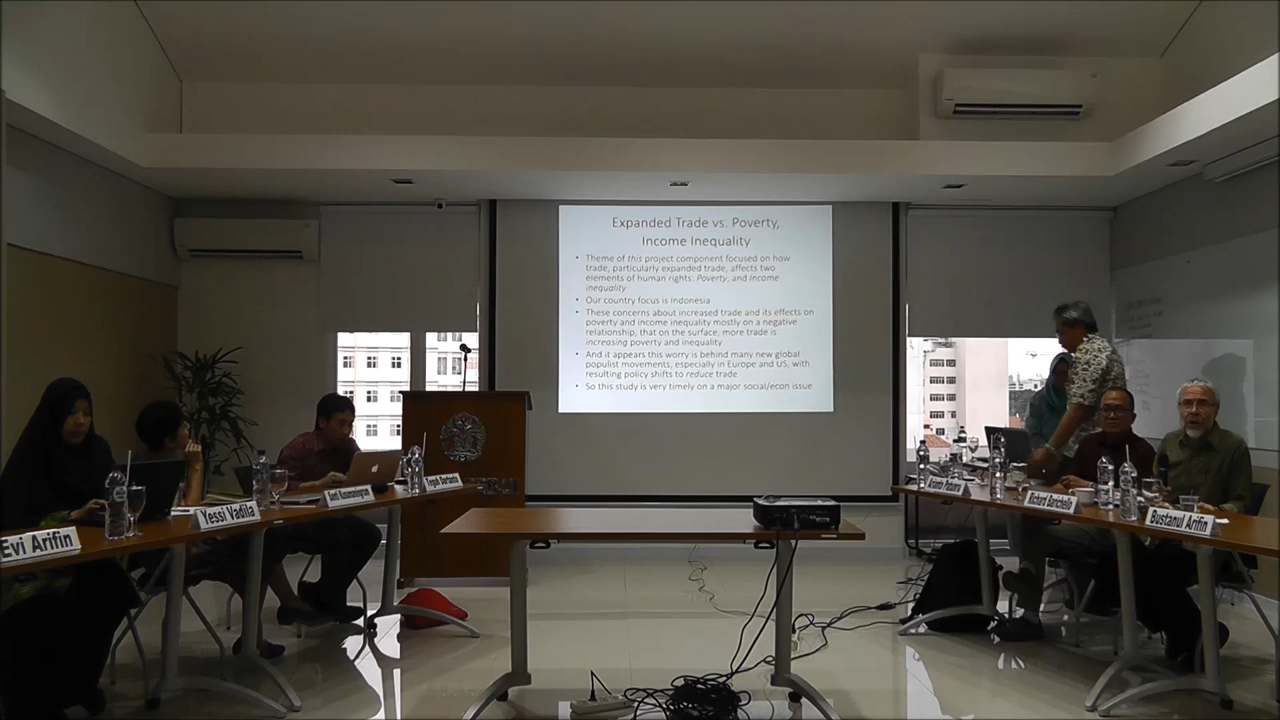 Expanded Trade vs. Poverty,
Income Inequality
• Theme of this project component focused on how
trade, particularly expanded trade, affects two
elements of human rights: Poverty, and Income
inequality
• Our country focus is Indonesia
• These concerns about increased trade and its effects on
poverty and income inequality mostly on a negative
relationship, that on the surface, more trade is
increasing poverty and inequality
• And it appears this worry is behind many new global
populist movements, especially in Europe and US, with
resulting policy shifts to reduce trade
• So this study is very timely on a major social/econ issue
Evi Arifin
Yessi Vadila
Santi Kusumaningrum
Teguh Dartanto
Richard Barichello
Bustanul Arifin